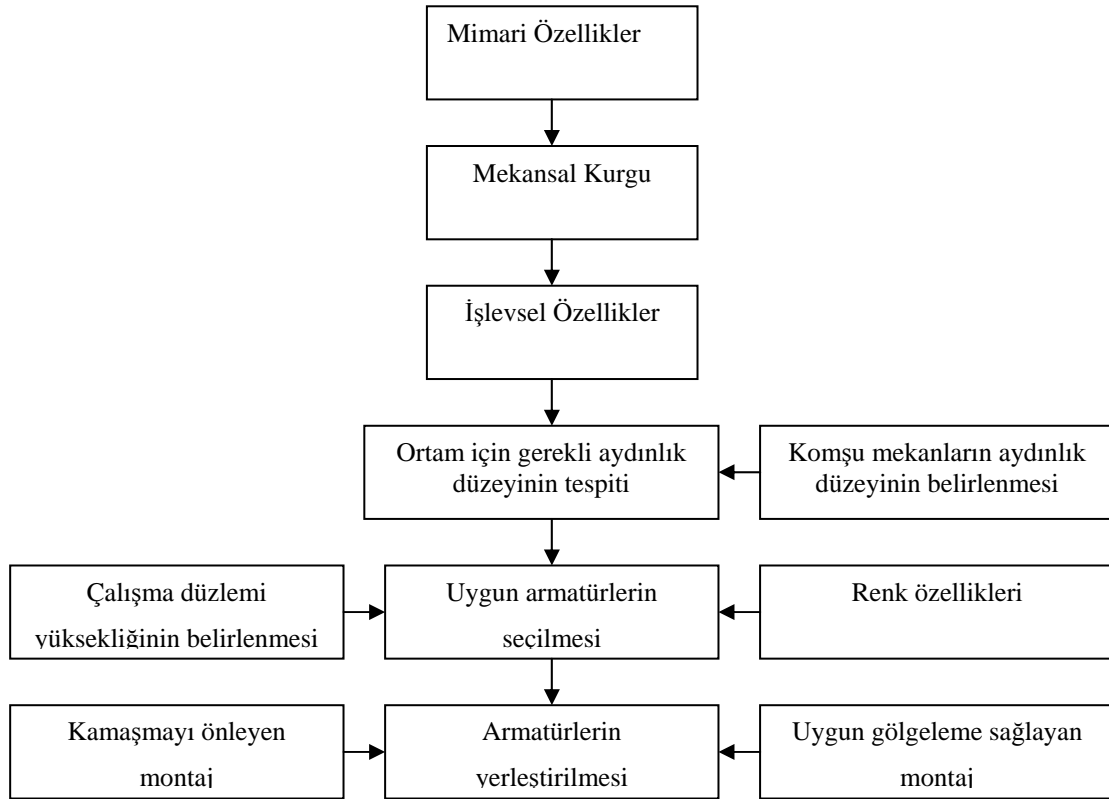 Mimari Özellikler
Mekansal Kurgu
İşlevsel Özellikler
Ortam için gerekli aydınlık
düzeyinin tespiti
Komşu mekanların aydınlık
düzeyinin belirlenmesi
Çalışma düzlemi
yüksekliğinin belirlenmesi
Uygun armatürlerin
seçilmesi
Renk özellikleri
Kamaşmayı önleyen
montaj
Armatürlerin
yerleştirilmesi
Uygun gölgeleme sağlayan
montaj